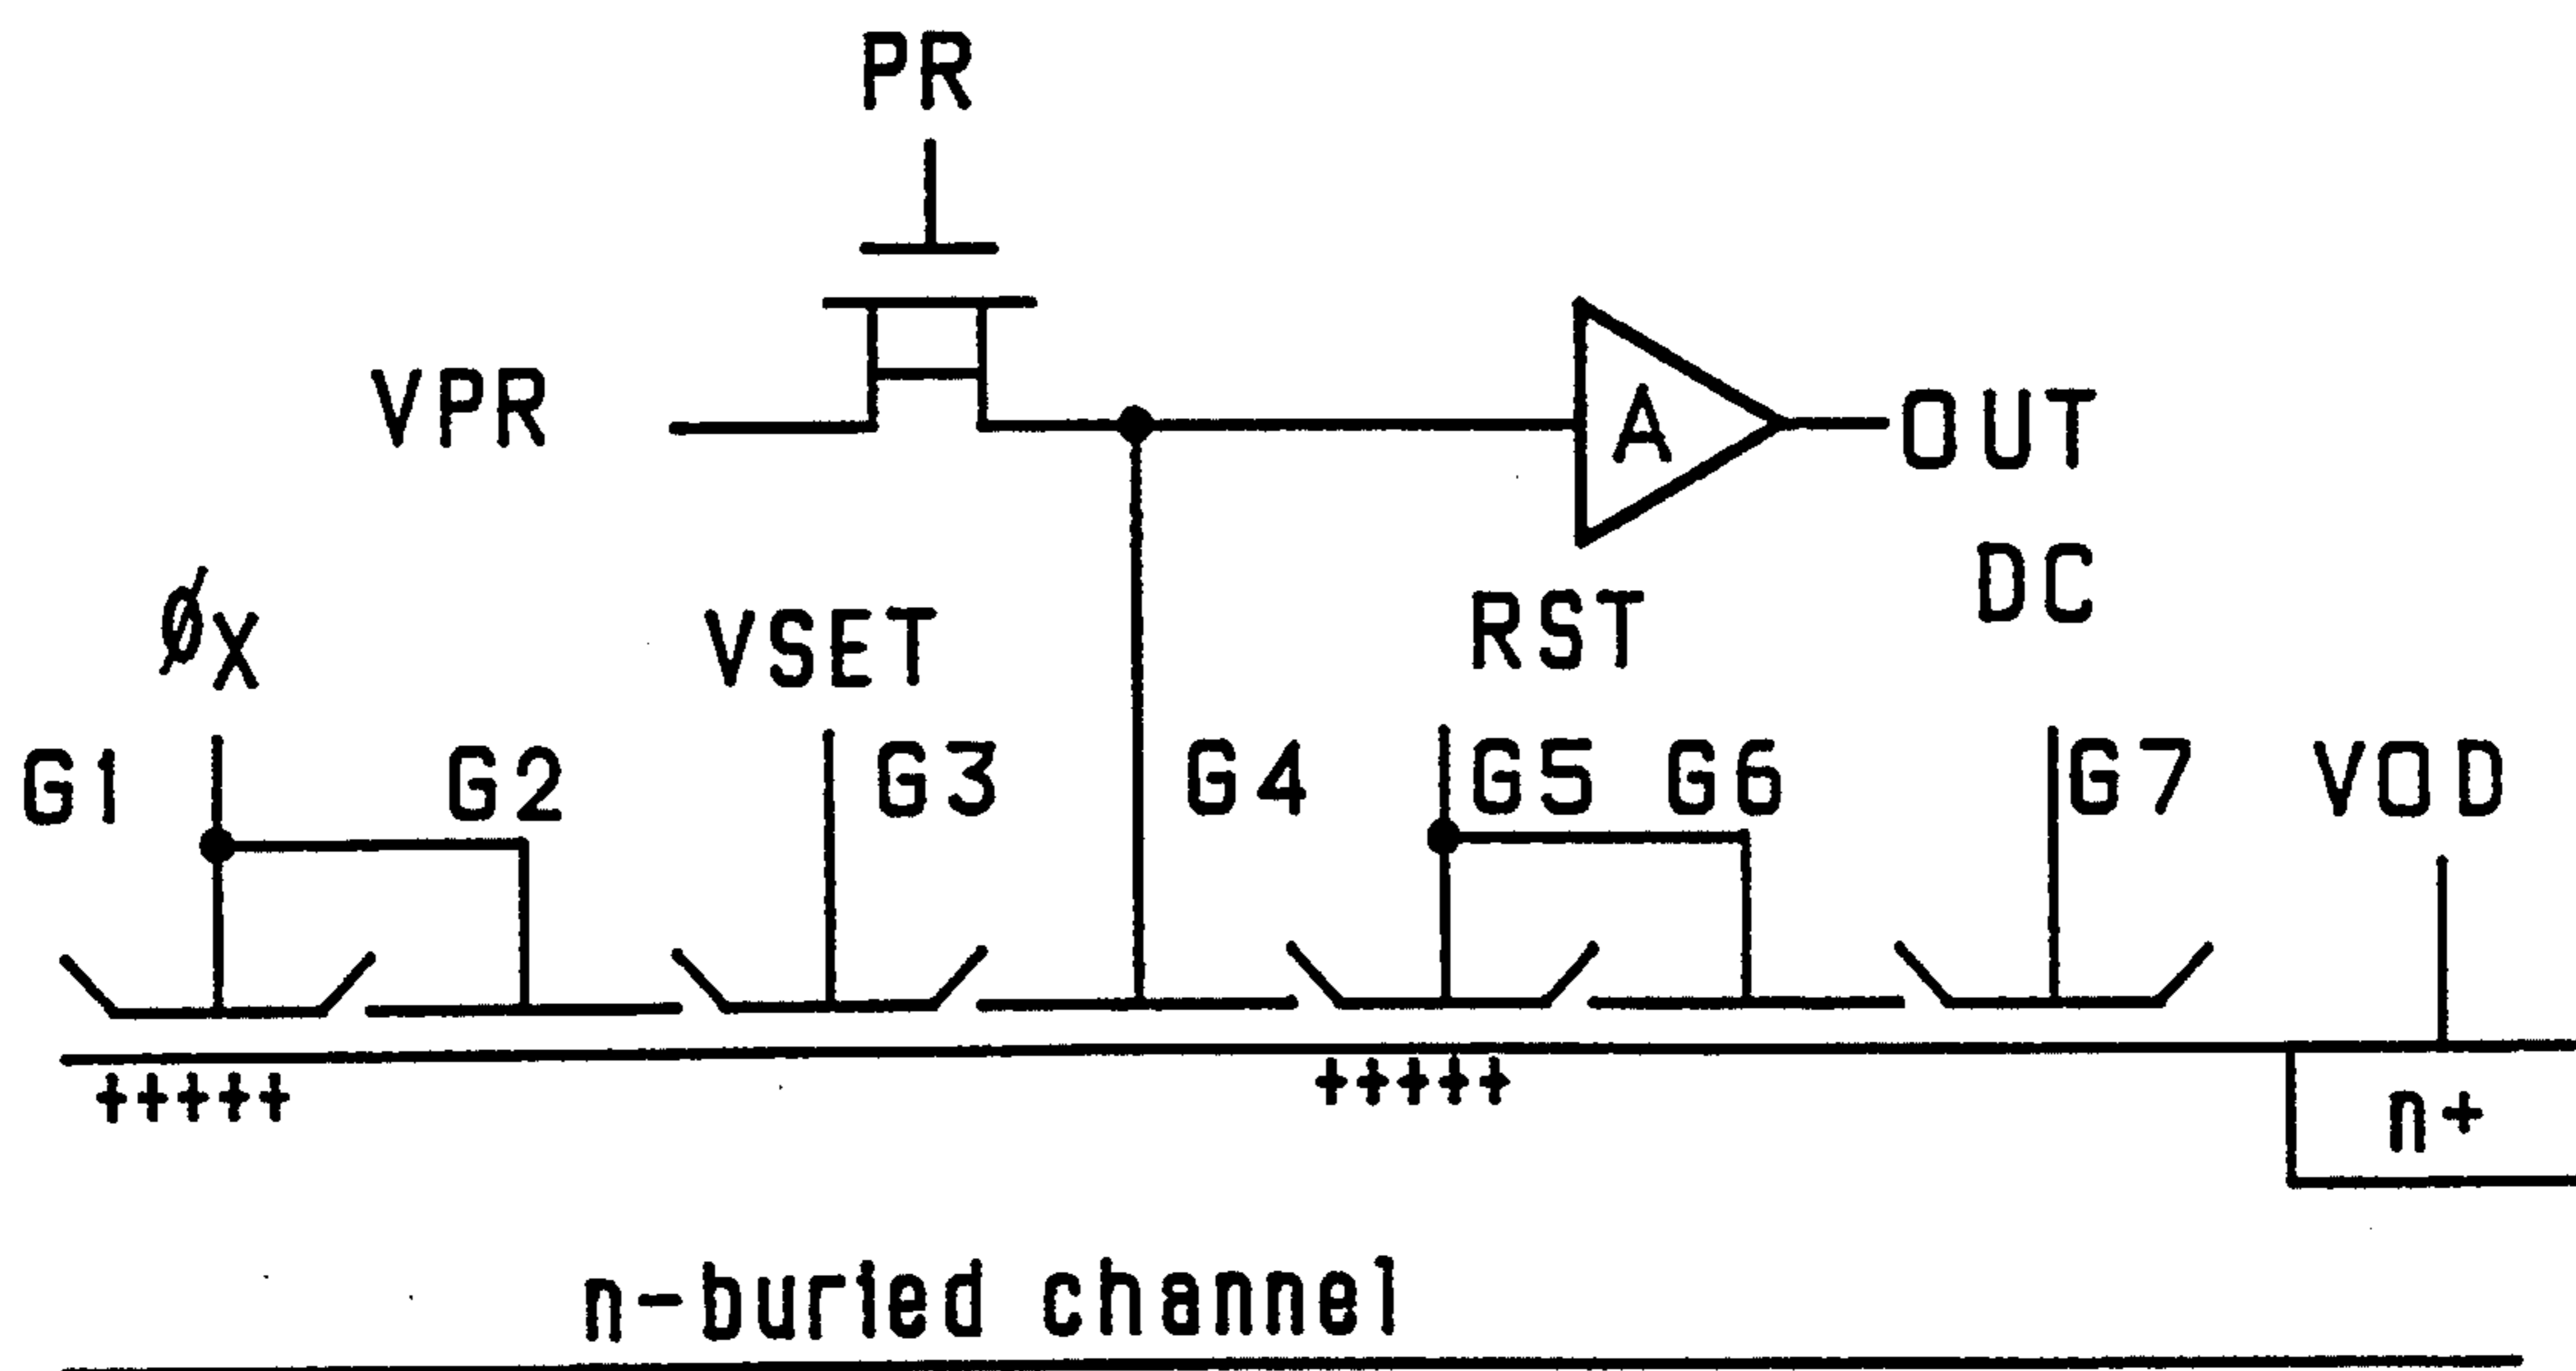 PR
VPR
A
OUT
DC
øX
VSET
RST
G1
G2
G3
G4
G5
G6
G7
VOD
+++++
+++++
n+
n-buried channel